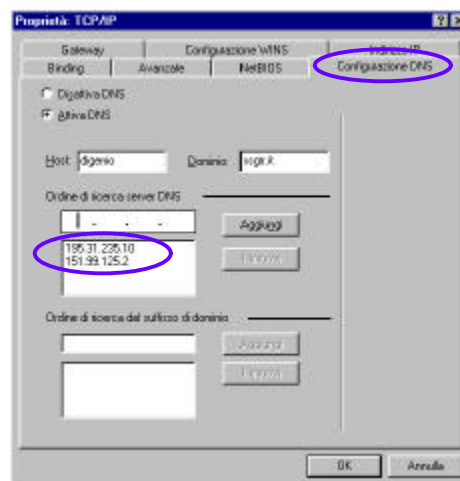 Proprietà: TCP/IP
Gateway
Configurazione WINS
Indirizzo IP
Binding
Avanzate
NetBIOS
Configurazione DNS
Disattiva DNS
Attiva DNS
Host: digenio
Dominio:
Ordine di ricerca server DNS
. . .
Aggiungi
195.31.235.10
151.99.125.2
Rimuovi
Ordine di ricerca del suffisso di dominio
Aggiungi
Rimuovi
OK
Annulla